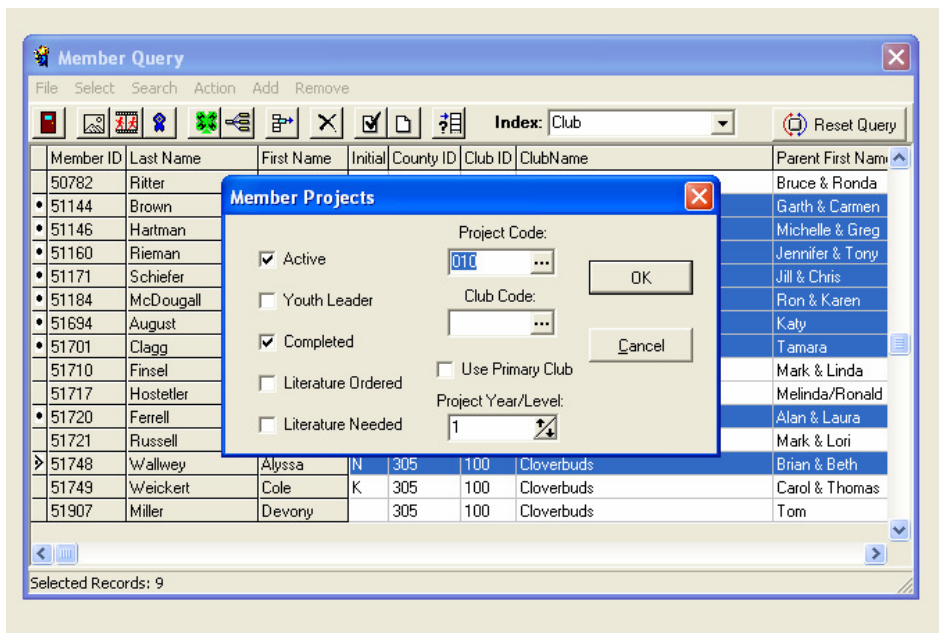 Member Query
File Select Search Action Add Remove
Index: Club
Reset Query
Member ID Last Name First Name Initial County ID Club ID ClubName Parent First Nam
50782 Ritter Bruce & Ronda
51144 Brown Garth & Carmen
51146 Hartman Michelle & Greg
51160 Rieman Jennifer & Tony
51171 Schiefer Jill & Chris
51184 McDougall Ron & Karen
51694 August Katy
51701 Clagg Tamara
51710 Finsel Mark & Linda
51717 Hostetler Melinda/Ronald
51720 Ferrell Alan & Laura
51721 Russell Mark & Lori
51748 Wallwey Alyssa N 305 100 Cloverbuds Brian & Beth
51749 Weickert Cole K 305 100 Cloverbuds Carol & Thomas
51907 Miller Devony 305 100 Cloverbuds Tom
Selected Records: 9
Member Projects
Active
Youth Leader
Completed
Literature Ordered
Literature Needed
Project Code:
010 ...
Club Code:
...
Use Primary Club
Project Year/Level:
1
OK
Cancel